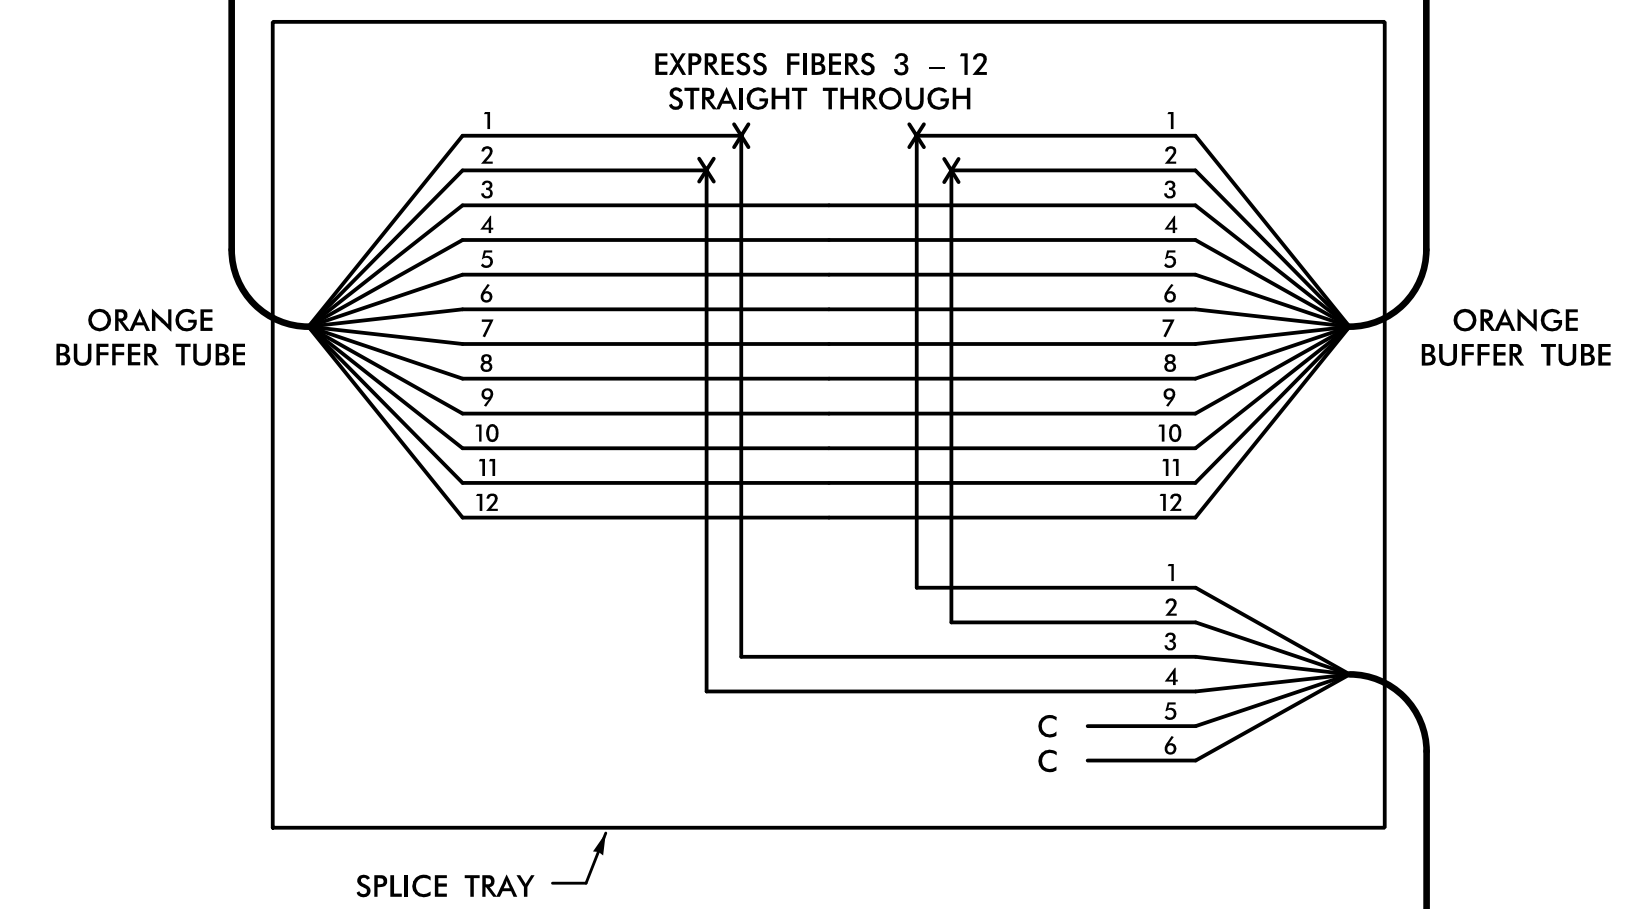 EXPRESS FIBERS 3 – 12
STRAIGHT THROUGH
1 1
2 2
3 3
4 4
5 5
6 6
7 7
8 8
9 9
10 10
11 11
12 12
ORANGE
BUFFER TUBE
ORANGE
BUFFER TUBE
1
2
3
4
C 5
C 6
SPLICE TRAY